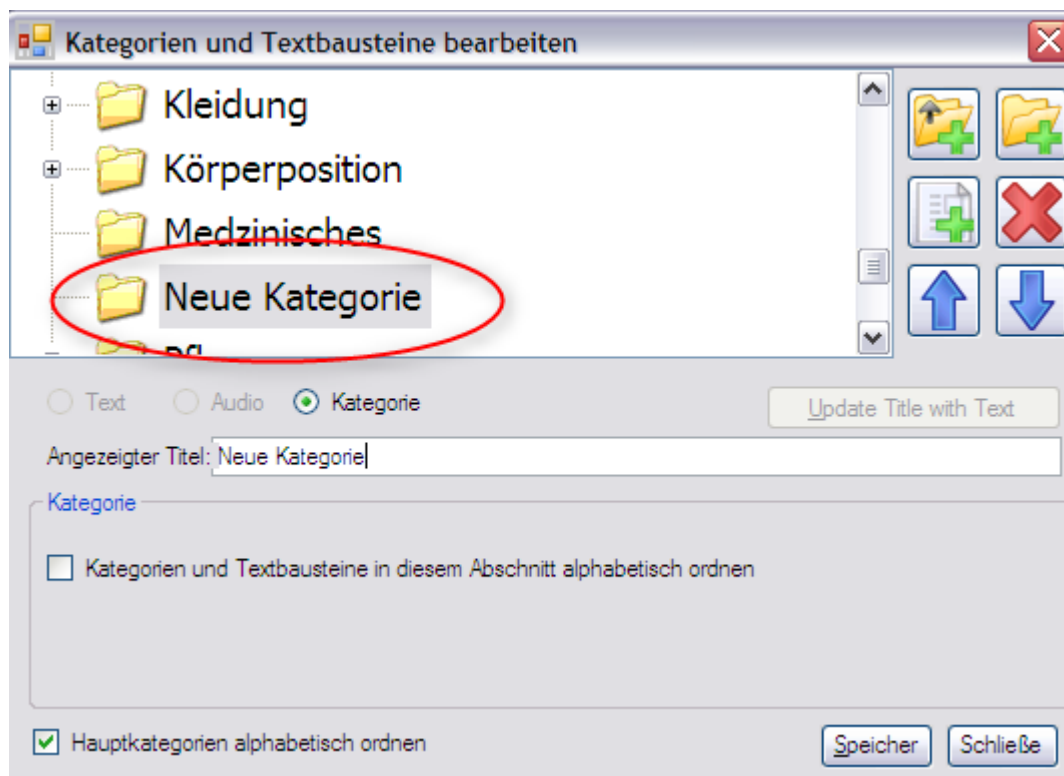 Kategorien und Textbausteine bearbeiten
Kleidung
Körperposition
Medzinisches
Neue Kategorie
Text Audio Kategorie
Update Title with Text
Angezeigter Titel: Neue Kategorie
Kategorie
Kategorien und Textbausteine in diesem Abschnitt alphabetisch ordnen
Hauptkategorien alphabetisch ordnen
Speicher Schließe